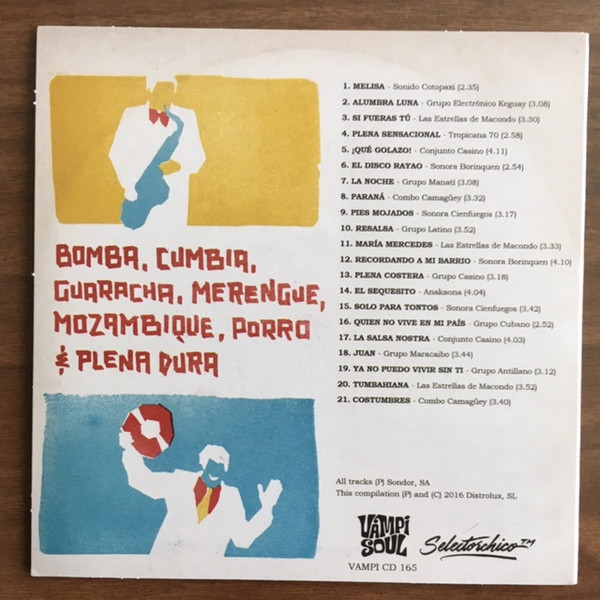 BOMBA, CUMBIA,
GUARACHA, MERENGUE,
MOZAMBIQUE, PORRO
& PLENA DURA
1. MELISA - Sonido Cotopaxi (2.35)
2. ALUMBRA LUNA - Grupo Electrónico Keguay (3.08)
3. SI FUERAS TÚ - Las Estrellas de Macondo (3.30)
4. PLENA SENSACIONAL - Tropicana 70 (2.58)
5. ¡QUÉ GOLAZO! - Conjunto Casino (4.11)
6. EL DISCO RAYAO - Sonora Borinquen (2.54)
7. LA NOCHE - Grupo Manatí (3.08)
8. PARANÁ - Combo Camagüey (3.32)
9. PIES MOJADOS - Sonora Cienfuegos (3.17)
10. RESALSA - Grupo Latino (3.52)
11. MARÍA MERCEDES - Las Estrellas de Macondo (3.33)
12. RECORDANDO A MI BARRIO - Sonora Borinquen (4.10)
13. PLENA COSTERA - Grupo Casino (3.18)
14. EL SEQUESITO - Anakaona (4.04)
15. SOLO PARA TONTOS - Sonora Cienfuegos (3.42)
16. QUIEN NO VIVE EN MI PAÍS - Grupo Cubano (2.52)
17. LA SALSA NOSTRA - Conjunto Casino (4.03)
18. JUAN - Grupo Maracaibo (3.44)
19. YA NO PUEDO VIVIR SIN TI - Grupo Antillano (3.12)
20. TUMBAHIANA - Las Estrellas de Macondo (3.52)
21. COSTUMBRES - Combo Camagüey (3.40)
All tracks (P) Sondor, SA
This compilation (P) and (C) 2016 Distrolux, SL
VAMPI
SOUL
Selectorchico TM
VAMPI CD 165